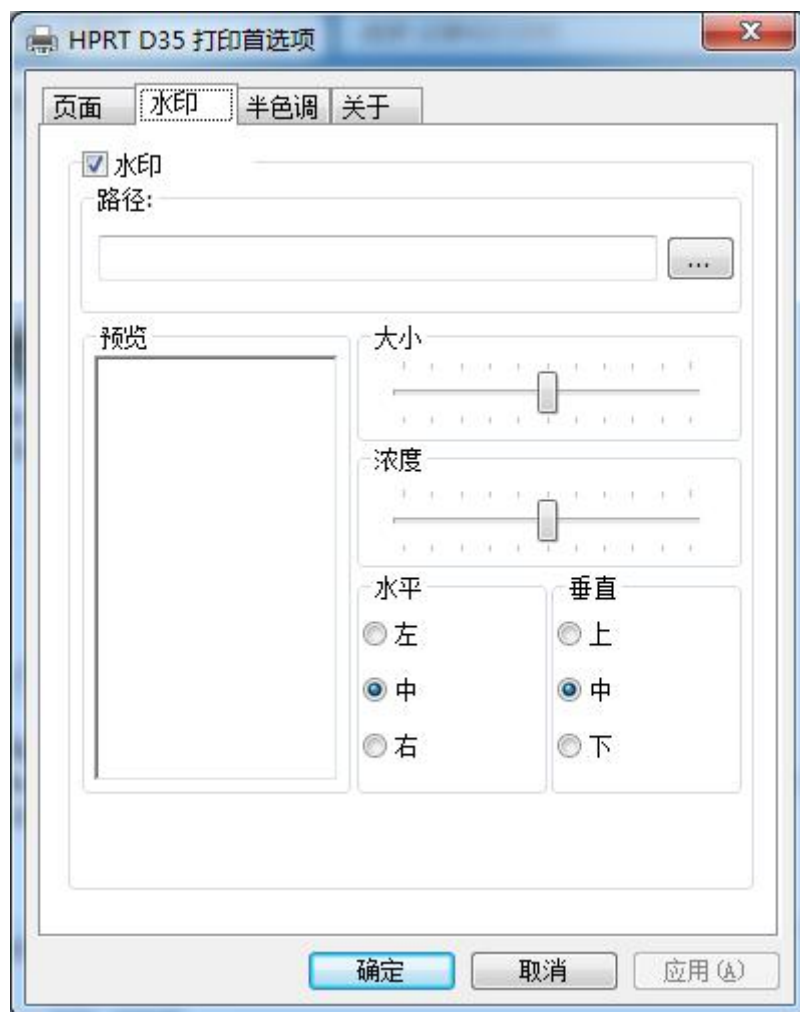 HPRT D35 打印首选项
页面 水印 半色调 关于
水印
路径:
...
预览
大小
浓度
水平
左
中
右
垂直
上
中
下
确定 取消 应用(A)